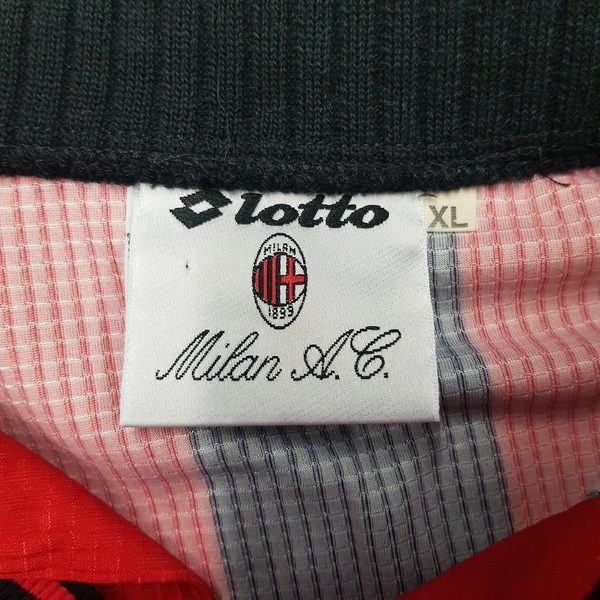 lotto
XL
MILAN
1899
Milan A.C.